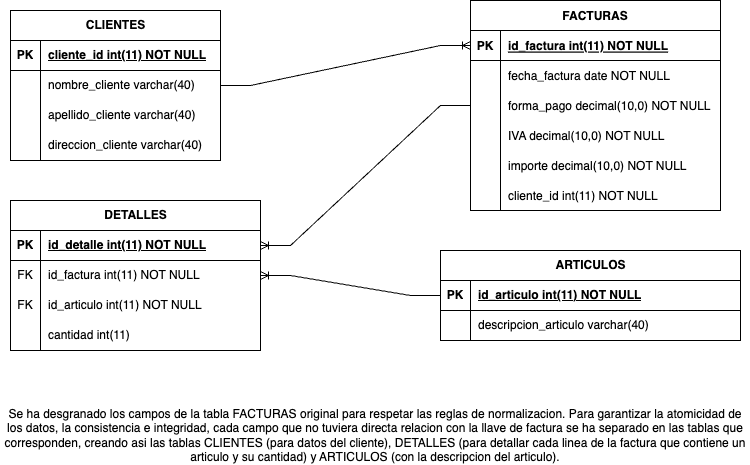 CLIENTES
PK cliente_id int(11) NOT NULL
nombre_cliente varchar(40)
apellido_cliente varchar(40)
direccion_cliente varchar(40)
FACTURAS
PK id_factura int(11) NOT NULL
fecha_factura date NOT NULL
forma_pago decimal(10,0) NOT NULL
IVA decimal(10,0) NOT NULL
importe decimal(10,0) NOT NULL
cliente_id int(11) NOT NULL
DETALLES
PK id_detalle int(11) NOT NULL
FK id_factura int(11) NOT NULL
FK id_articulo int(11) NOT NULL
cantidad int(11)
ARTICULOS
PK id_articulo int(11) NOT NULL
descripcion_articulo varchar(40)
Se ha desgranado los campos de la tabla FACTURAS original para respetar las reglas de normalizacion. Para garantizar la atomicidad de
los datos, la consistencia e integridad, cada campo que no tuviera directa relacion con la llave de factura se ha separado en las tablas que
corresponden, creando asi las tablas CLIENTES (para datos del cliente), DETALLES (para detallar cada linea de la factura que contiene un
articulo y su cantidad) y ARTICULOS (con la descripcion del articulo).